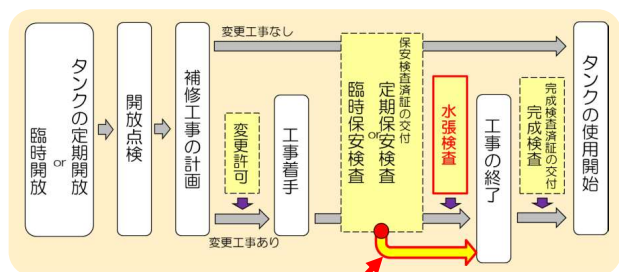 タンクの定期開放
or
臨時開放
開放点検
補修工事の計画
変更工事なし
変更許可
変更工事あり
工事着手
保安検査済証の交付
定期保安検査
or
臨時保安検査
水張検査
工事の終了
完成検査済証の交付
完成検査
タンクの使用開始